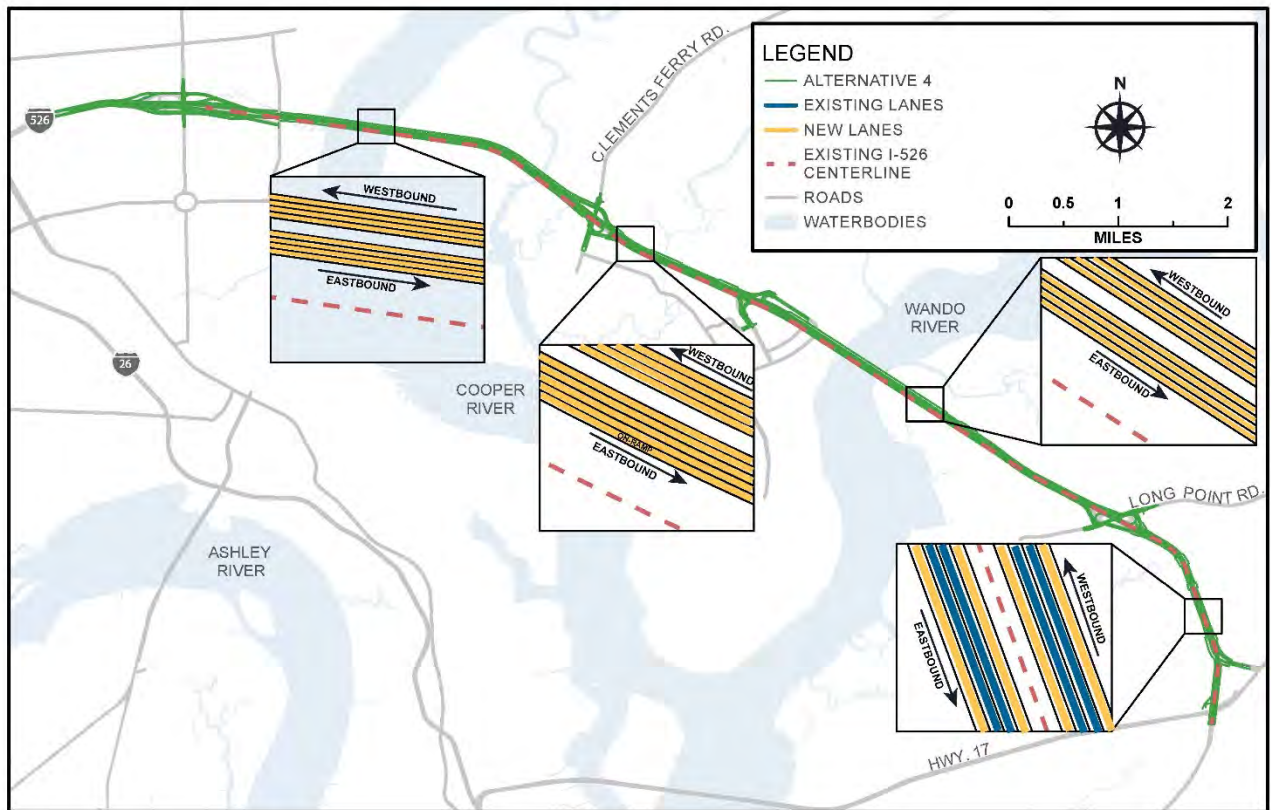 LEGEND
ALTERNATIVE 4
EXISTING LANES
NEW LANES
EXISTING I-526
CENTERLINE
ROADS
WATERBODIES
N
0 0.5 1 2
MILES
CLEMENTS FERRY RD.
526
WESTBOUND
EASTBOUND
WESTBOUND
ON-RAMP
EASTBOUND
WESTBOUND
EASTBOUND
WANDO
RIVER
26
COOPER
RIVER
LONG POINT RD.
ASHLEY
RIVER
WESTBOUND
EASTBOUND
HWY. 17